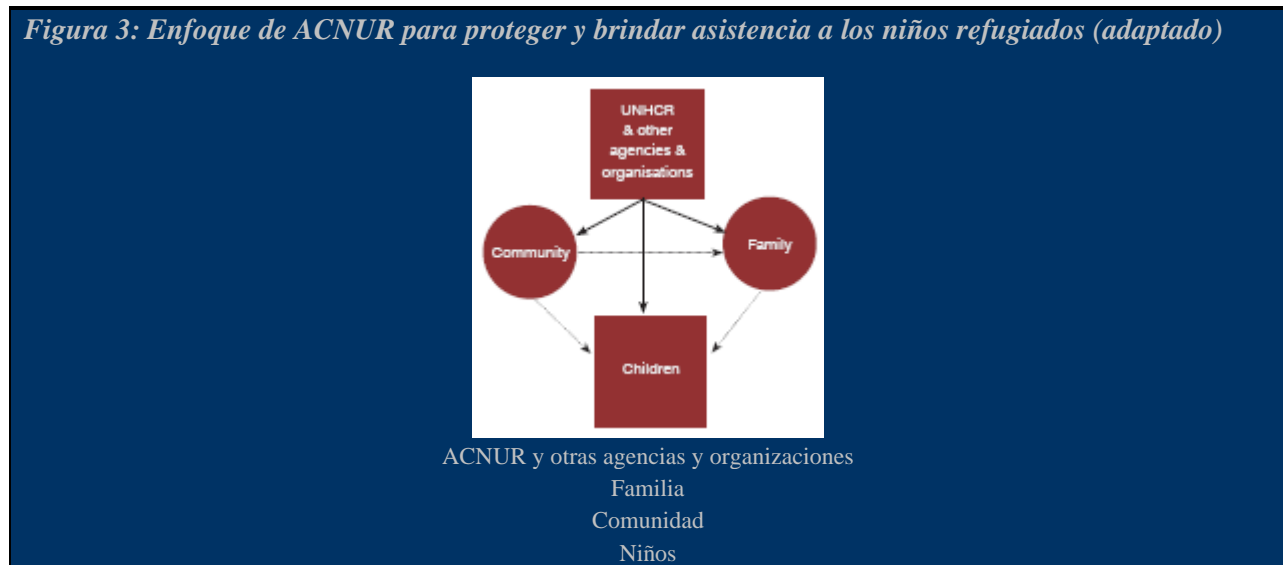 Figura 3: Enfoque de ACNUR para proteger y brindar asistencia a los niños refugiados (adaptado)
UNHCR
& other
agencies &
organisations
Community
Family
Children
ACNUR y otras agencias y organizaciones
Familia
Comunidad
Niños